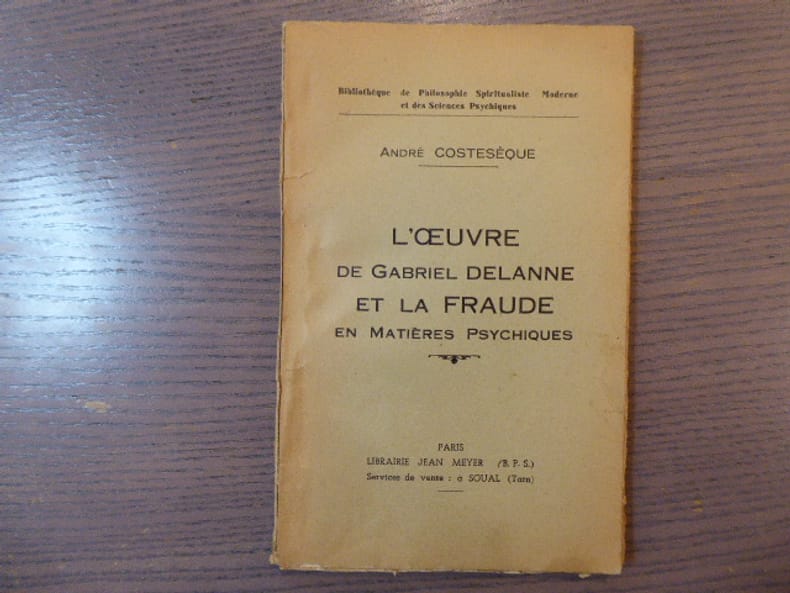 Bibliothèque de Philosophie Spiritualiste Moderne
et des Sciences Psychiques
André COSTESÈQUE
L'ŒUVRE
DE GABRIEL DELANNE
ET LA FRAUDE
EN MATIÈRES PSYCHIQUES
PARIS
LIBRAIRIE JEAN MEYER (B. P. S.)
Services de vente : à SOUAL (Tarn)